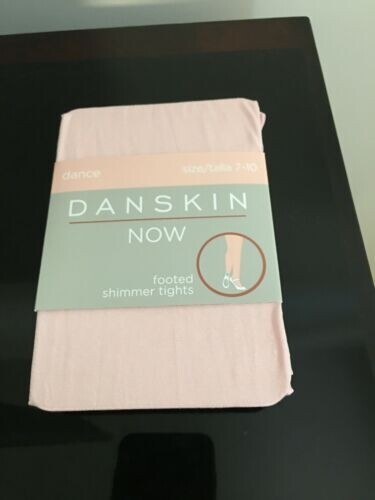 dance size/talla 7-10
DANSKIN
NOW
footed
shimmer tights